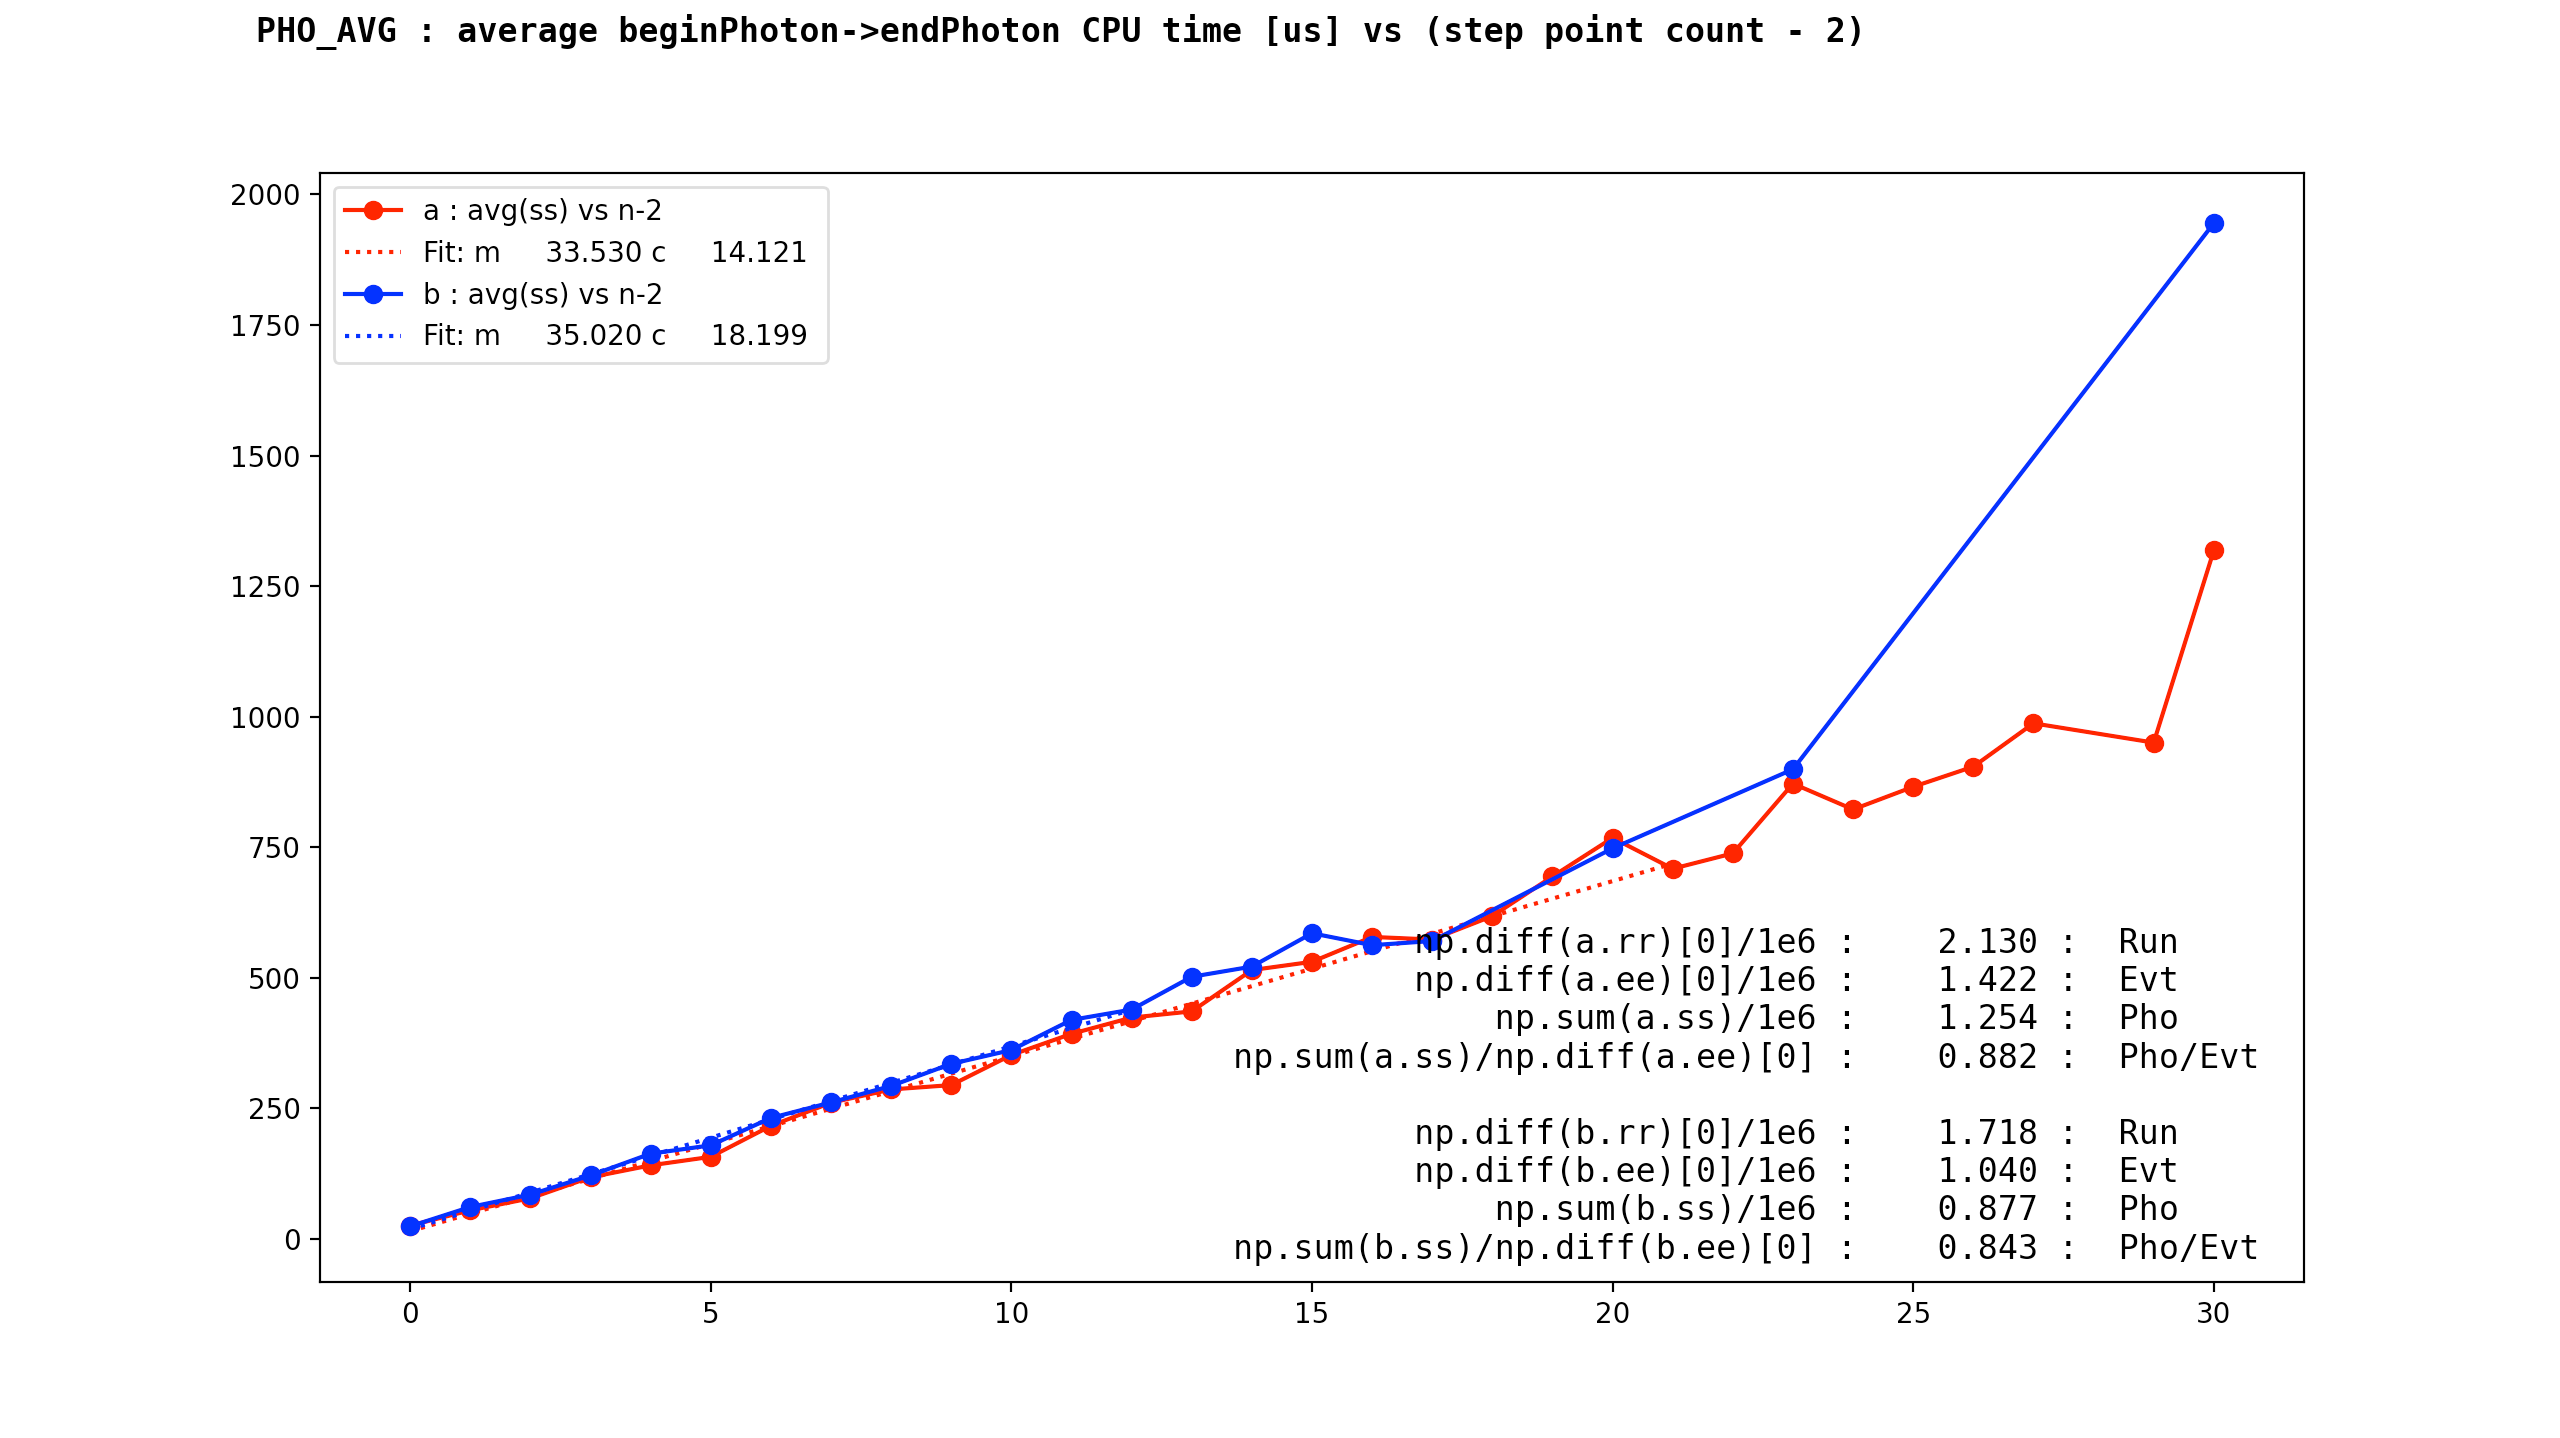 PHO_AVG : average beginPhoton->endPhoton CPU time [us] vs (step point count - 2)
2000
1750
1500
1250
1000
750
500
250
0
a : avg(ss) vs n-2
Fit: m 33.530 c 14.121
b : avg(ss) vs n-2
Fit: m 35.020 c 18.199
np.diff(a.rr)[0]/1e6 : 2.130 : Run
np.diff(a.ee)[0]/1e6 : 1.422 : Evt
np.sum(a.ss)/1e6 : 1.254 : Pho
np.sum(a.ss)/np.diff(a.ee)[0] : 0.882 : Pho/Evt
np.diff(b.rr)[0]/1e6 : 1.718 : Run
np.diff(b.ee)[0]/1e6 : 1.040 : Evt
np.sum(b.ss)/1e6 : 0.877 : Pho
np.sum(b.ss)/np.diff(b.ee)[0] : 0.843 : Pho/Evt
0 5 10 15 20 25 30